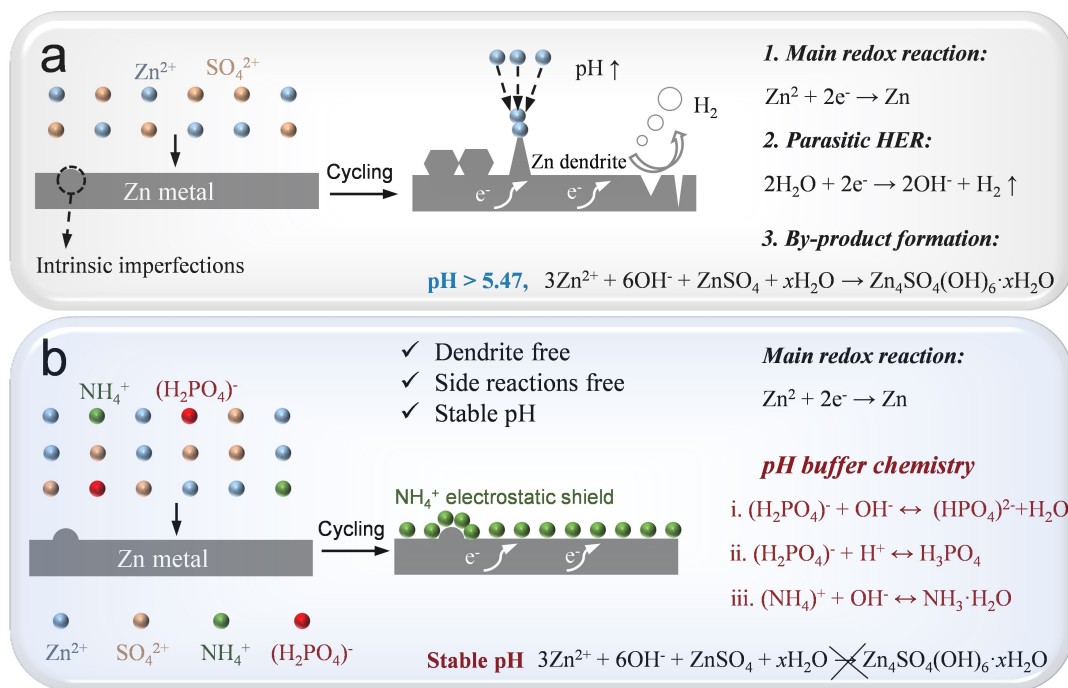 a
Zn²⁺ SO₄²⁺
Zn metal
Intrinsic imperfections
Cycling
pH ↑
H₂
Zn dendrite
e⁻ e⁻
1. Main redox reaction:
Zn² + 2e⁻ → Zn
2. Parasitic HER:
2H₂O + 2e⁻ → 2OH⁻ + H₂ ↑
3. By-product formation:
pH > 5.47, 3Zn²⁺ + 6OH⁻ + ZnSO₄ + xH₂O → Zn₄SO₄(OH)₆·xH₂O
b
NH₄⁺ (H₂PO₄)⁻
Zn metal
✓ Dendrite free
✓ Side reactions free
✓ Stable pH
Cycling
NH₄⁺ electrostatic shield
e⁻ e⁻
Main redox reaction:
Zn² + 2e⁻ → Zn
pH buffer chemistry
i. (H₂PO₄)⁻ + OH⁻ ↔ (HPO₄)²⁻+H₂O
ii. (H₂PO₄)⁻ + H⁺ ↔ H₃PO₄
iii. (NH₄)⁺ + OH⁻ ↔ NH₃·H₂O
Zn²⁺ SO₄²⁺ NH₄⁺ (H₂PO₄)⁻
Stable pH 3Zn²⁺ + 6OH⁻ + ZnSO₄ + xH₂O → Zn₄SO₄(OH)₆·xH₂O